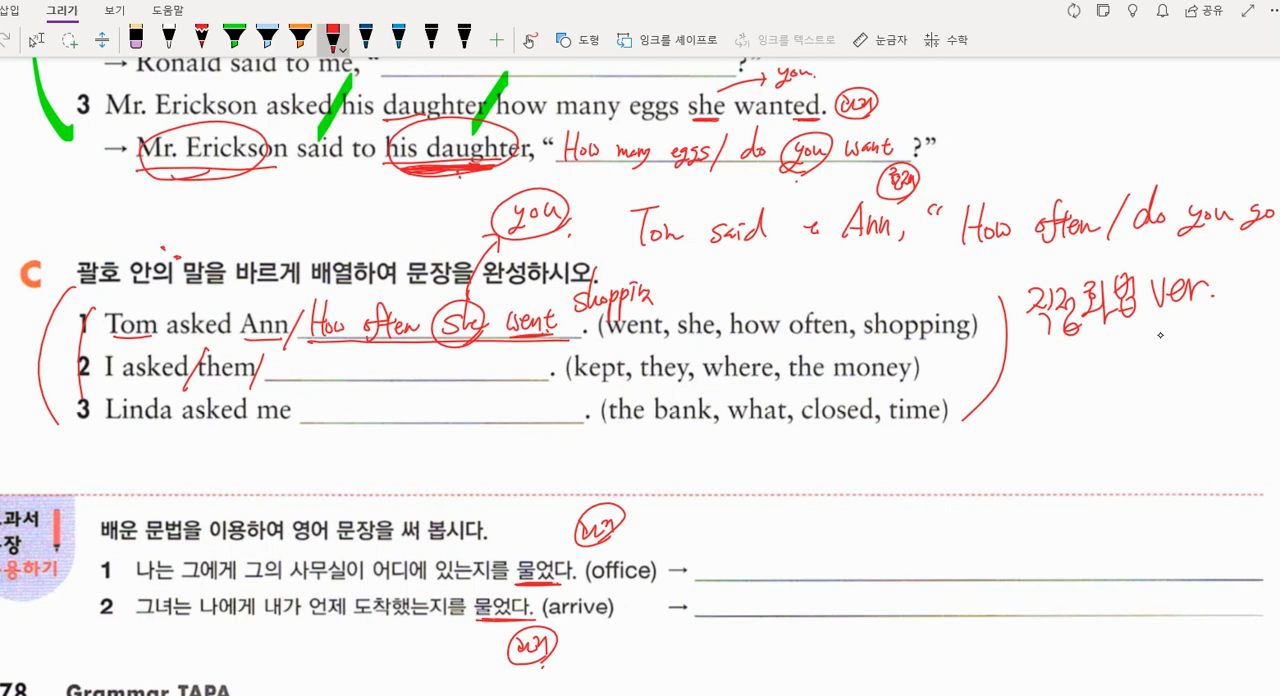 삽입 그리기 보기 도움말
공유
도형 잉크를 셰이프로 잉크를 텍스트로 눈금자 수학
→ Ronald said to me, “ ?”
you.
3 Mr. Erickson asked his daughter how many eggs she wanted. 과거
→ Mr. Erickson said to his daughter, “ How many eggs / do you want ?”
현재
you Tom said to Ann, “ How often / do you go
C 괄호 안의 말을 바르게 배열하여 문장을 완성하시오.
shopping 직접화법 ver.
1 Tom asked Ann / How often she went . (went, she, how often, shopping)
2 I asked / them / . (kept, they, where, the money)
3 Linda asked me . (the bank, what, closed, time)
과서
장 배운 문법을 이용하여 영어 문장을 써 봅시다. 과거
용하기 1 나는 그에게 그의 사무실이 어디에 있는지를 물었다. (office) →
2 그녀는 나에게 내가 언제 도착했는지를 물었다. (arrive) →
과거
78 Grammar TAPA